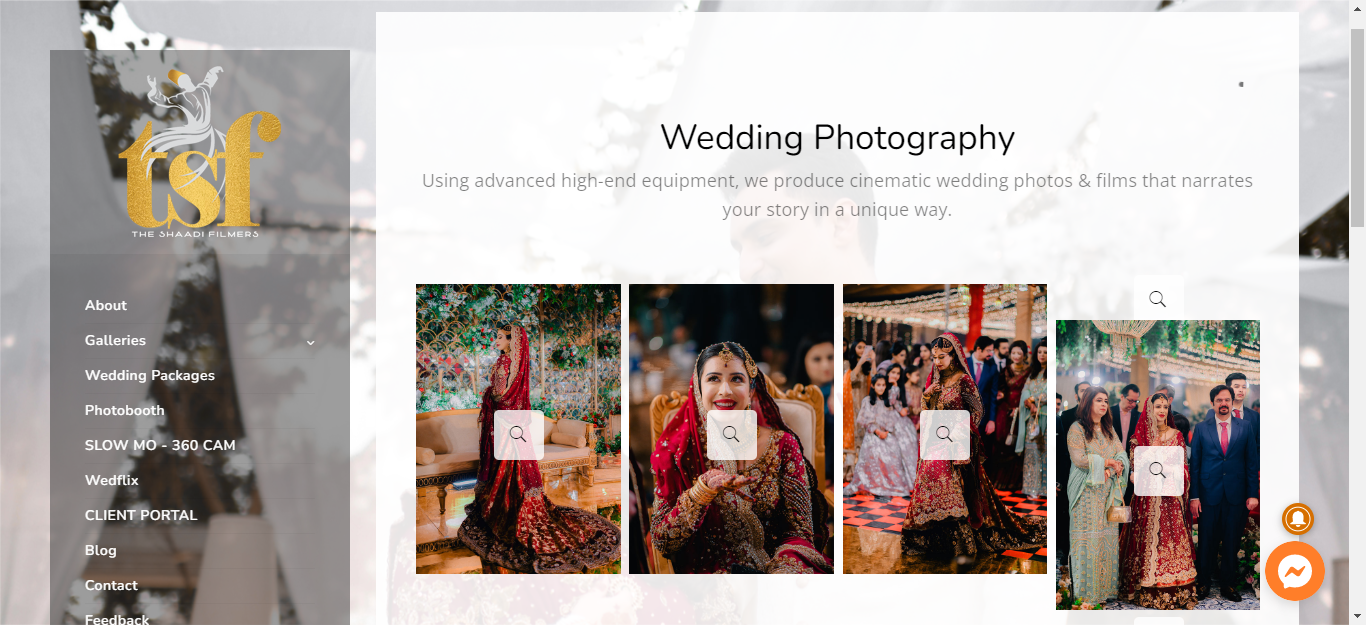 tsf
THE SHAADI FILMERS
About
Galleries
Wedding Packages
Photobooth
SLOW MO - 360 CAM
Wedflix
CLIENT PORTAL
Blog
Contact
Feedback
Wedding Photography
Using advanced high-end equipment, we produce cinematic wedding photos & films that narrates
your story in a unique way.